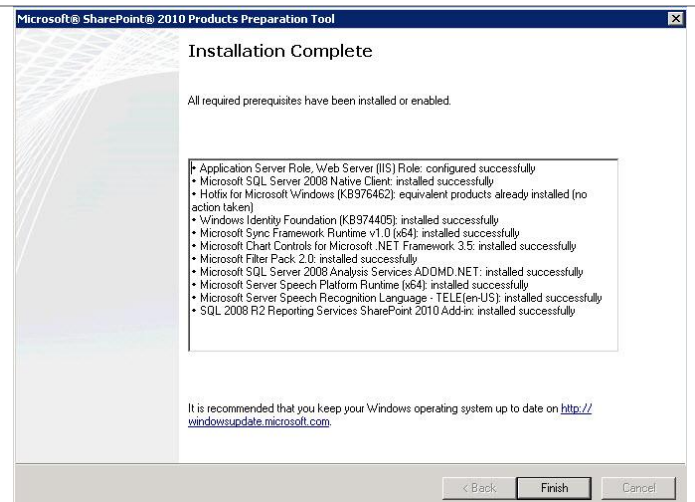 Microsoft® SharePoint® 2010 Products Preparation Tool
Installation Complete
All required prerequisites have been installed or enabled.
• Application Server Role, Web Server (IIS) Role: configured successfully
• Microsoft SQL Server 2008 Native Client: installed successfully
• Hotfix for Microsoft Windows (KB976462): equivalent products already installed (no
action taken)
• Windows Identity Foundation (KB974405): installed successfully
• Microsoft Sync Framework Runtime v1.0 (x64): installed successfully
• Microsoft Chart Controls for Microsoft .NET Framework 3.5: installed successfully
• Microsoft Filter Pack 2.0: installed successfully
• Microsoft SQL Server 2008 Analysis Services ADOMD.NET: installed successfully
• Microsoft Server Speech Platform Runtime (x64): installed successfully
• Microsoft Server Speech Recognition Language - TELE(en-US): installed successfully
• SQL 2008 R2 Reporting Services SharePoint 2010 Add-in: installed successfully
It is recommended that you keep your Windows operating system up to date on http://
windowsupdate.microsoft.com.
< Back Finish Cancel